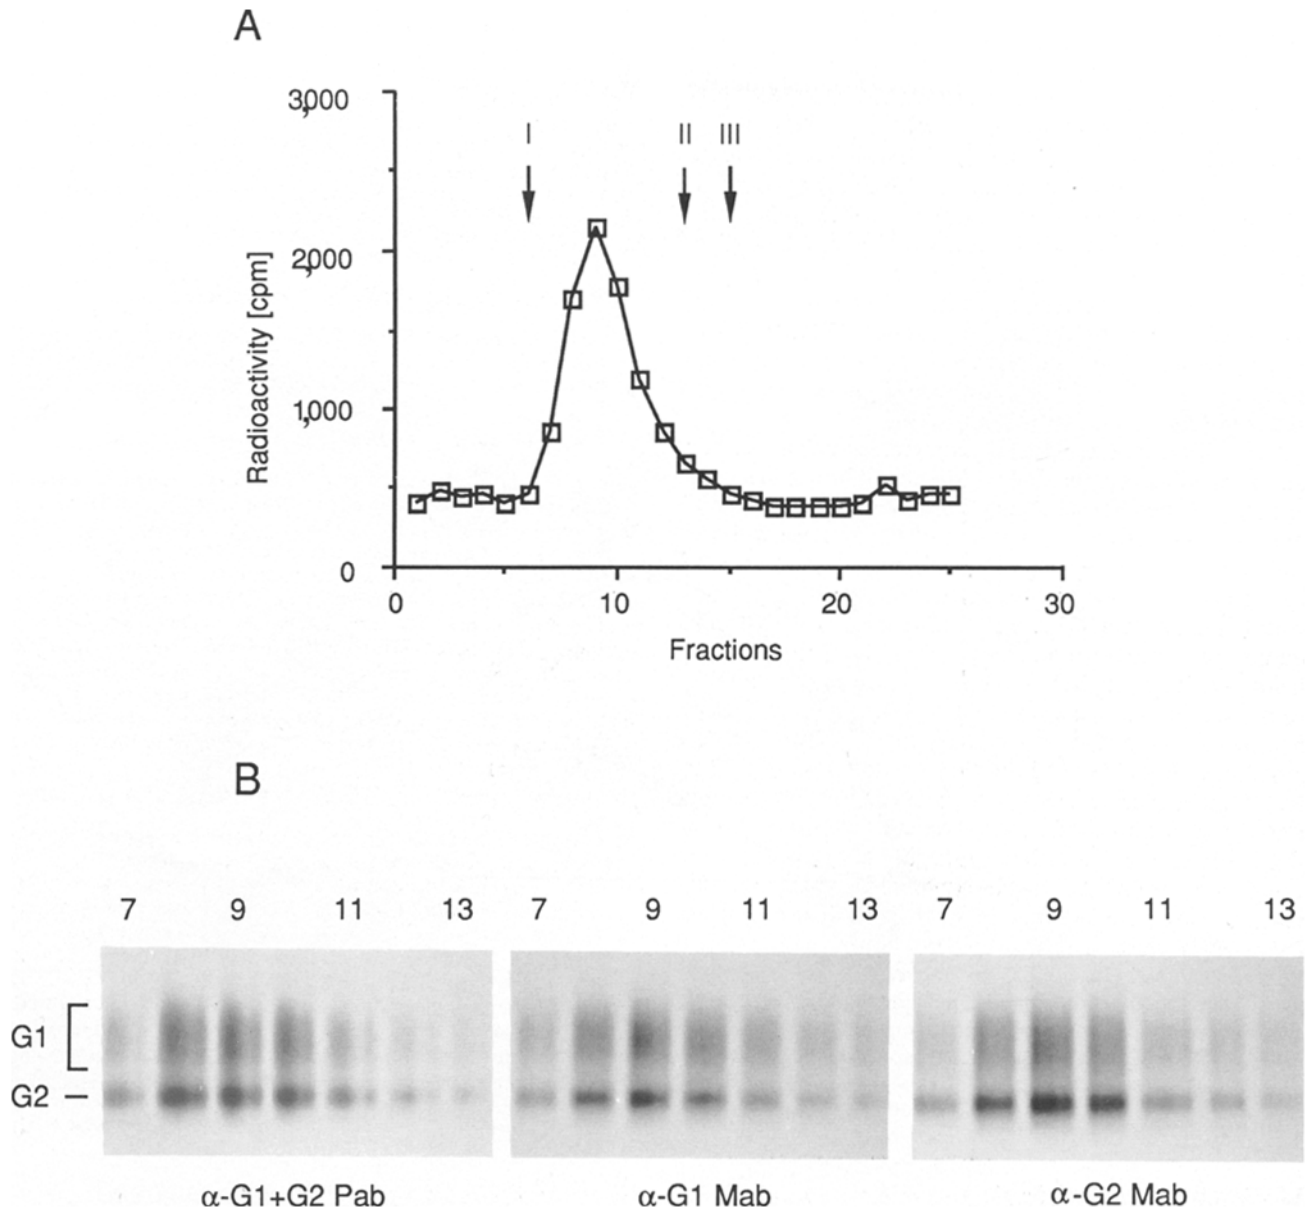 A
3,000
I II III
2,000
Radioactivity [cpm]
1,000
0
0 10 20 30
Fractions
B
7 9 11 13 7 9 11 13 7 9 11 13
G1
G2
α-G1+G2 Pab α-G1 Mab α-G2 Mab